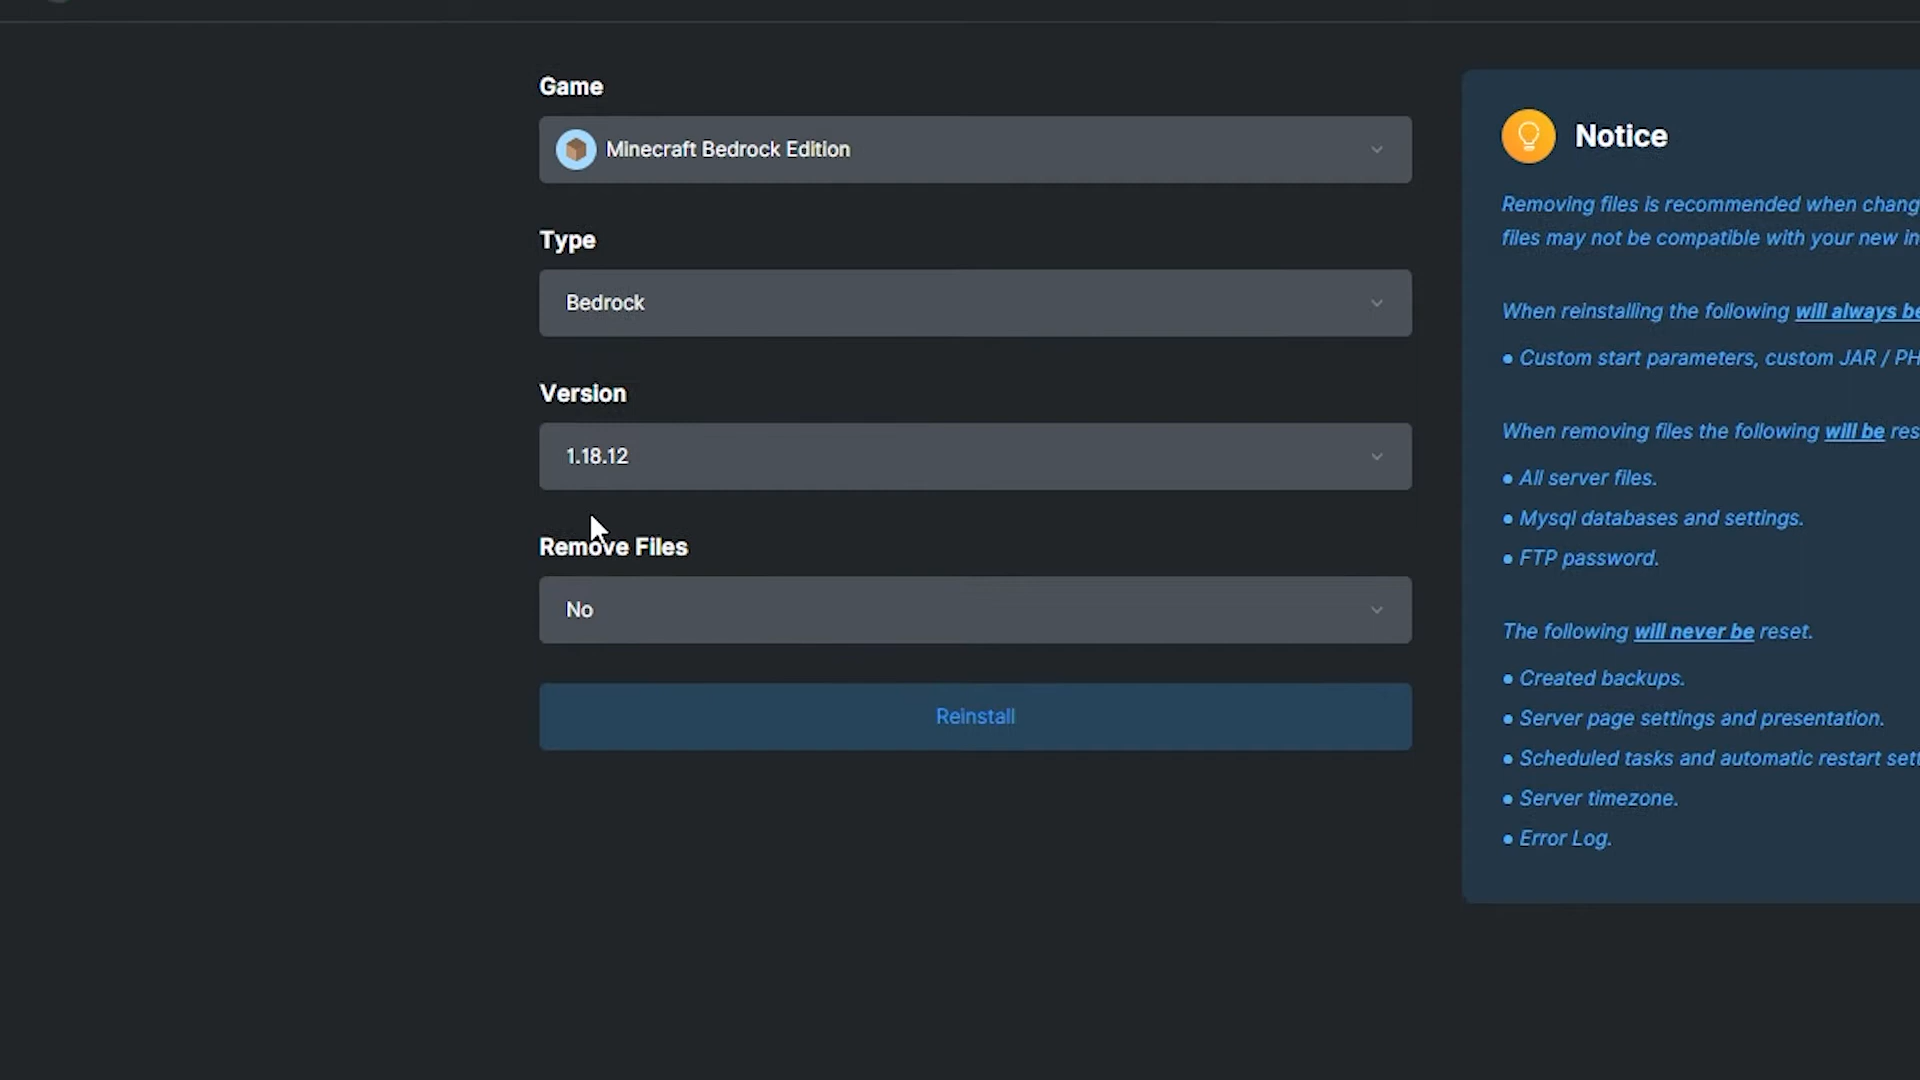 Game
Minecraft Bedrock Edition
Type
Bedrock
Version
1.18.12
Remove Files
No
Reinstall
Notice
Removing files is recommended when chang
files may not be compatible with your new in
When reinstalling the following will always be
• Custom start parameters, custom JAR / PH
When removing files the following will be res
• All server files.
• Mysql databases and settings.
• FTP password.
The following will never be reset.
• Created backups.
• Server page settings and presentation.
• Scheduled tasks and automatic restart sett
• Server timezone.
• Error Log.